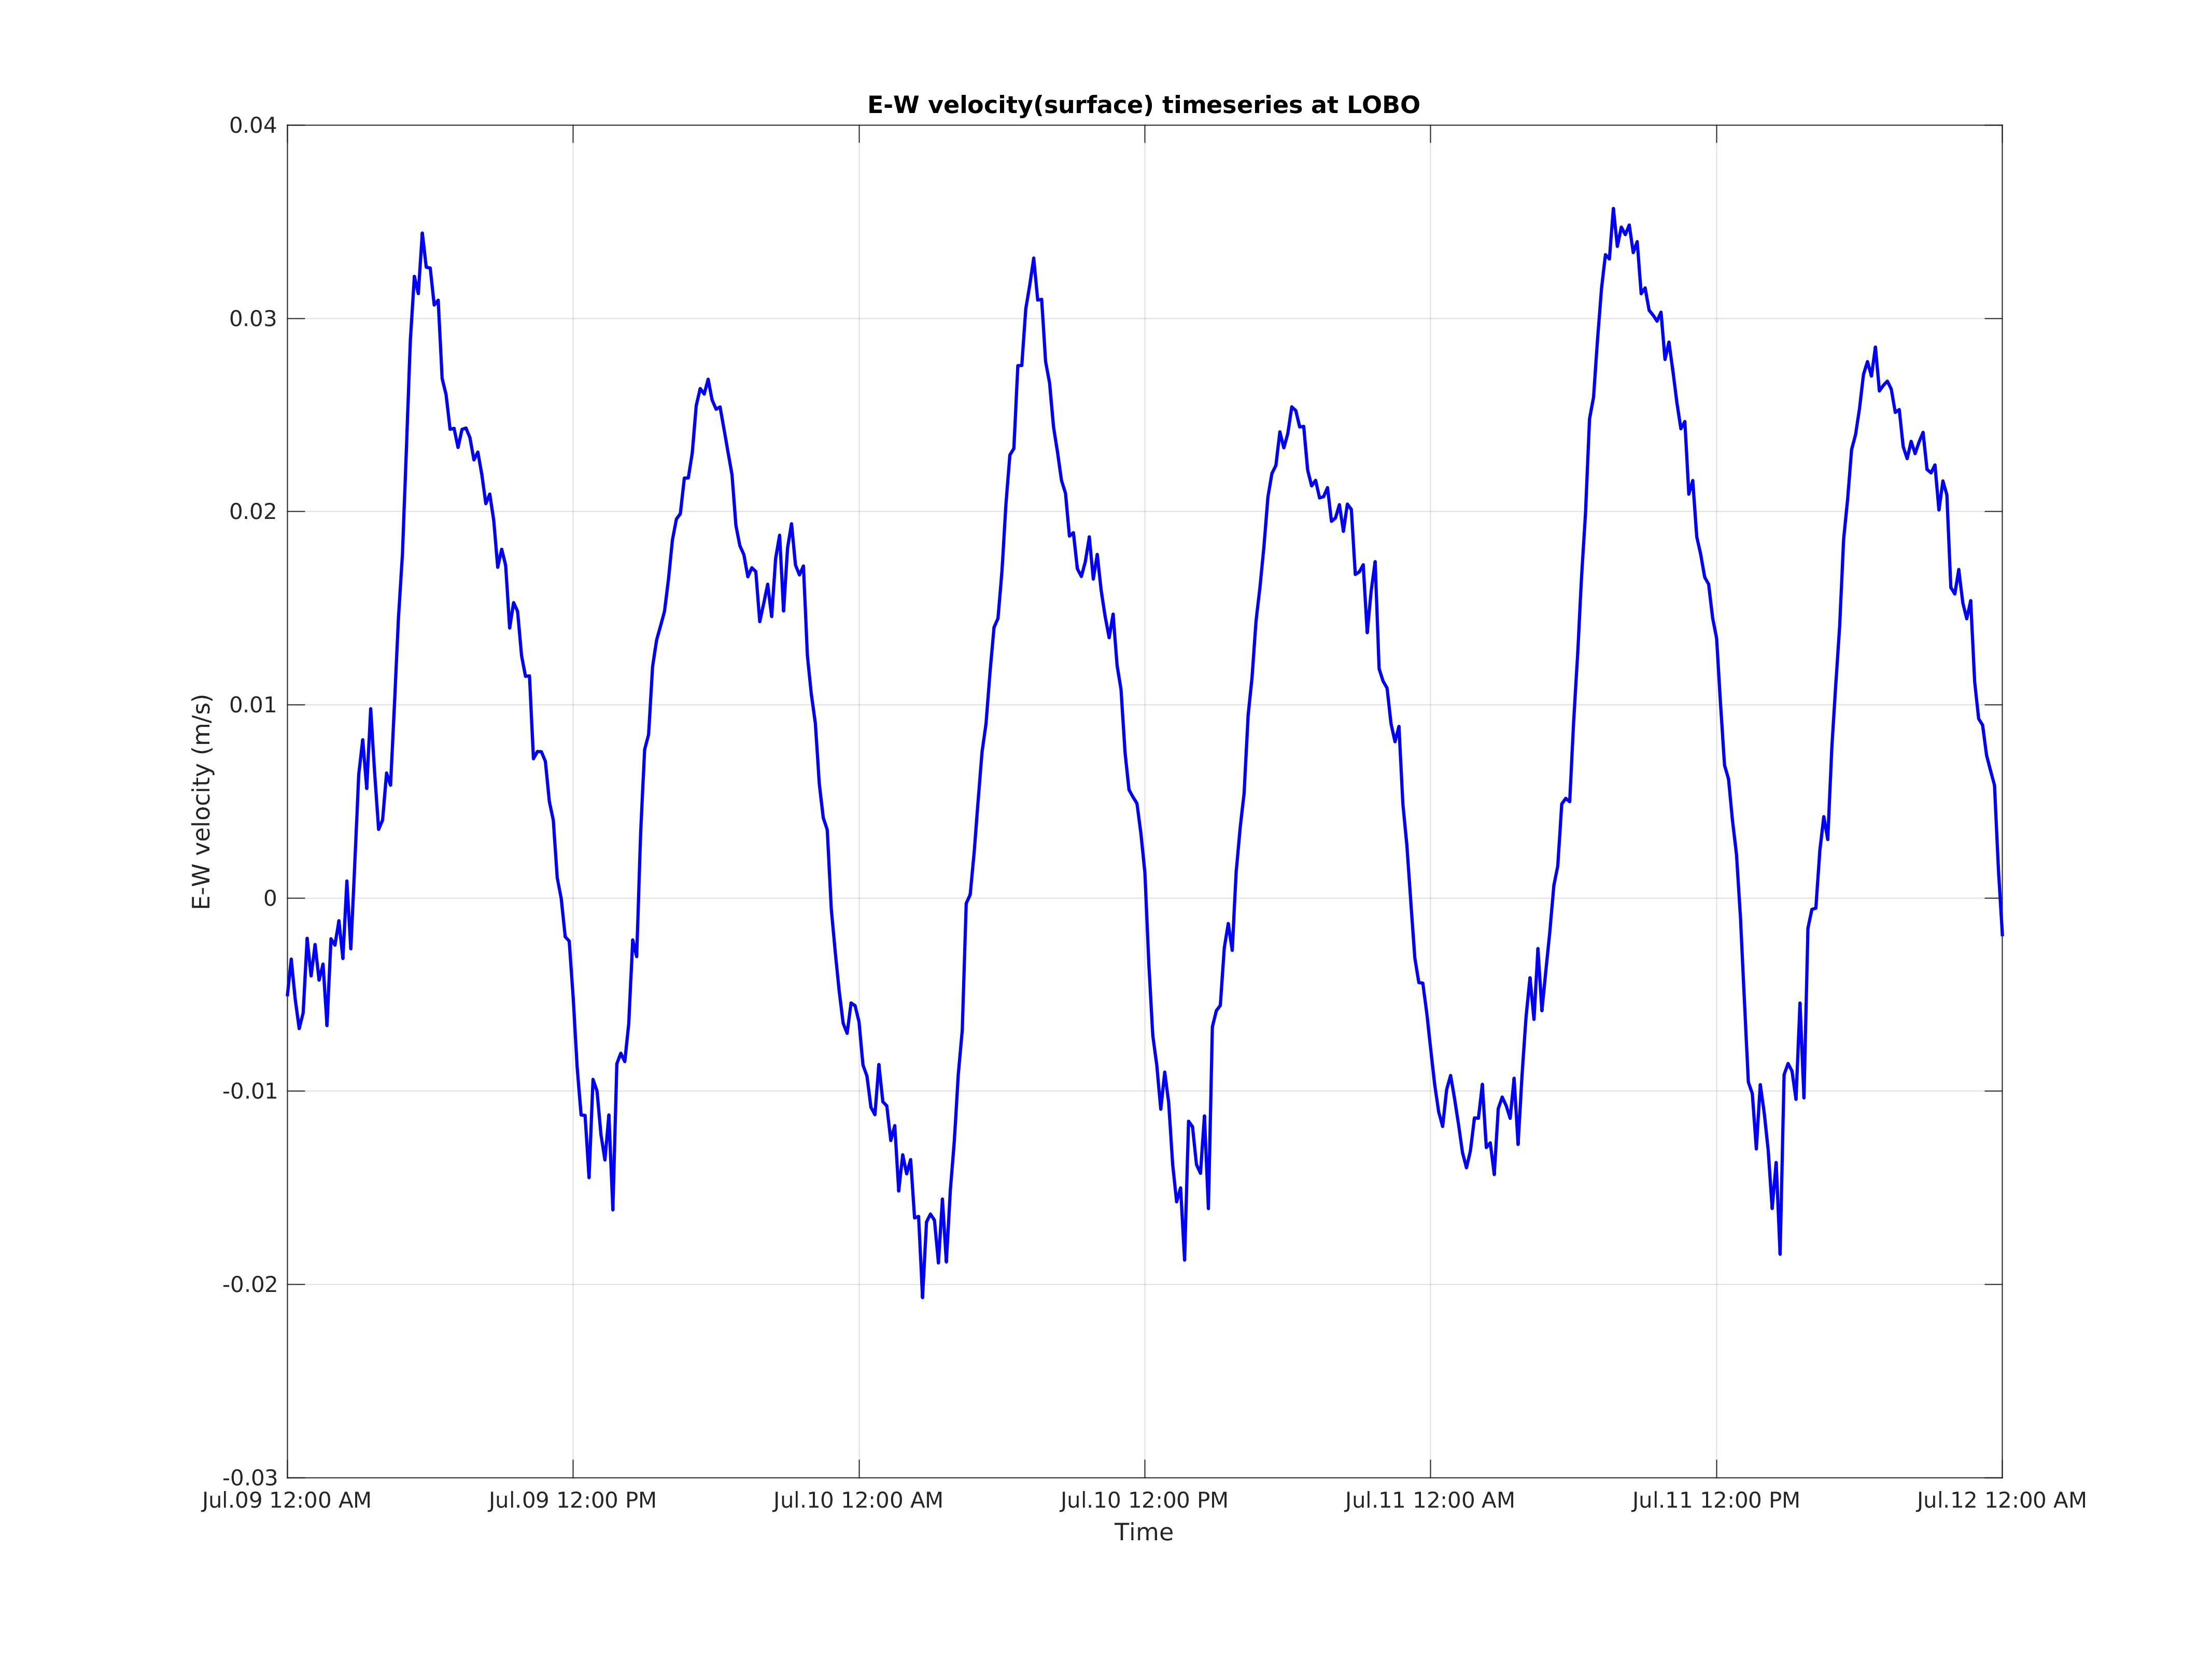 E-W velocity(surface) timeseries at LOBO
0.04
0.03
0.02
0.01
0
-0.01
-0.02
-0.03
E-W velocity (m/s)
Jul.09 12:00 AM Jul.09 12:00 PM Jul.10 12:00 AM Jul.10 12:00 PM Jul.11 12:00 AM Jul.11 12:00 PM Jul.12 12:00 AM
Time